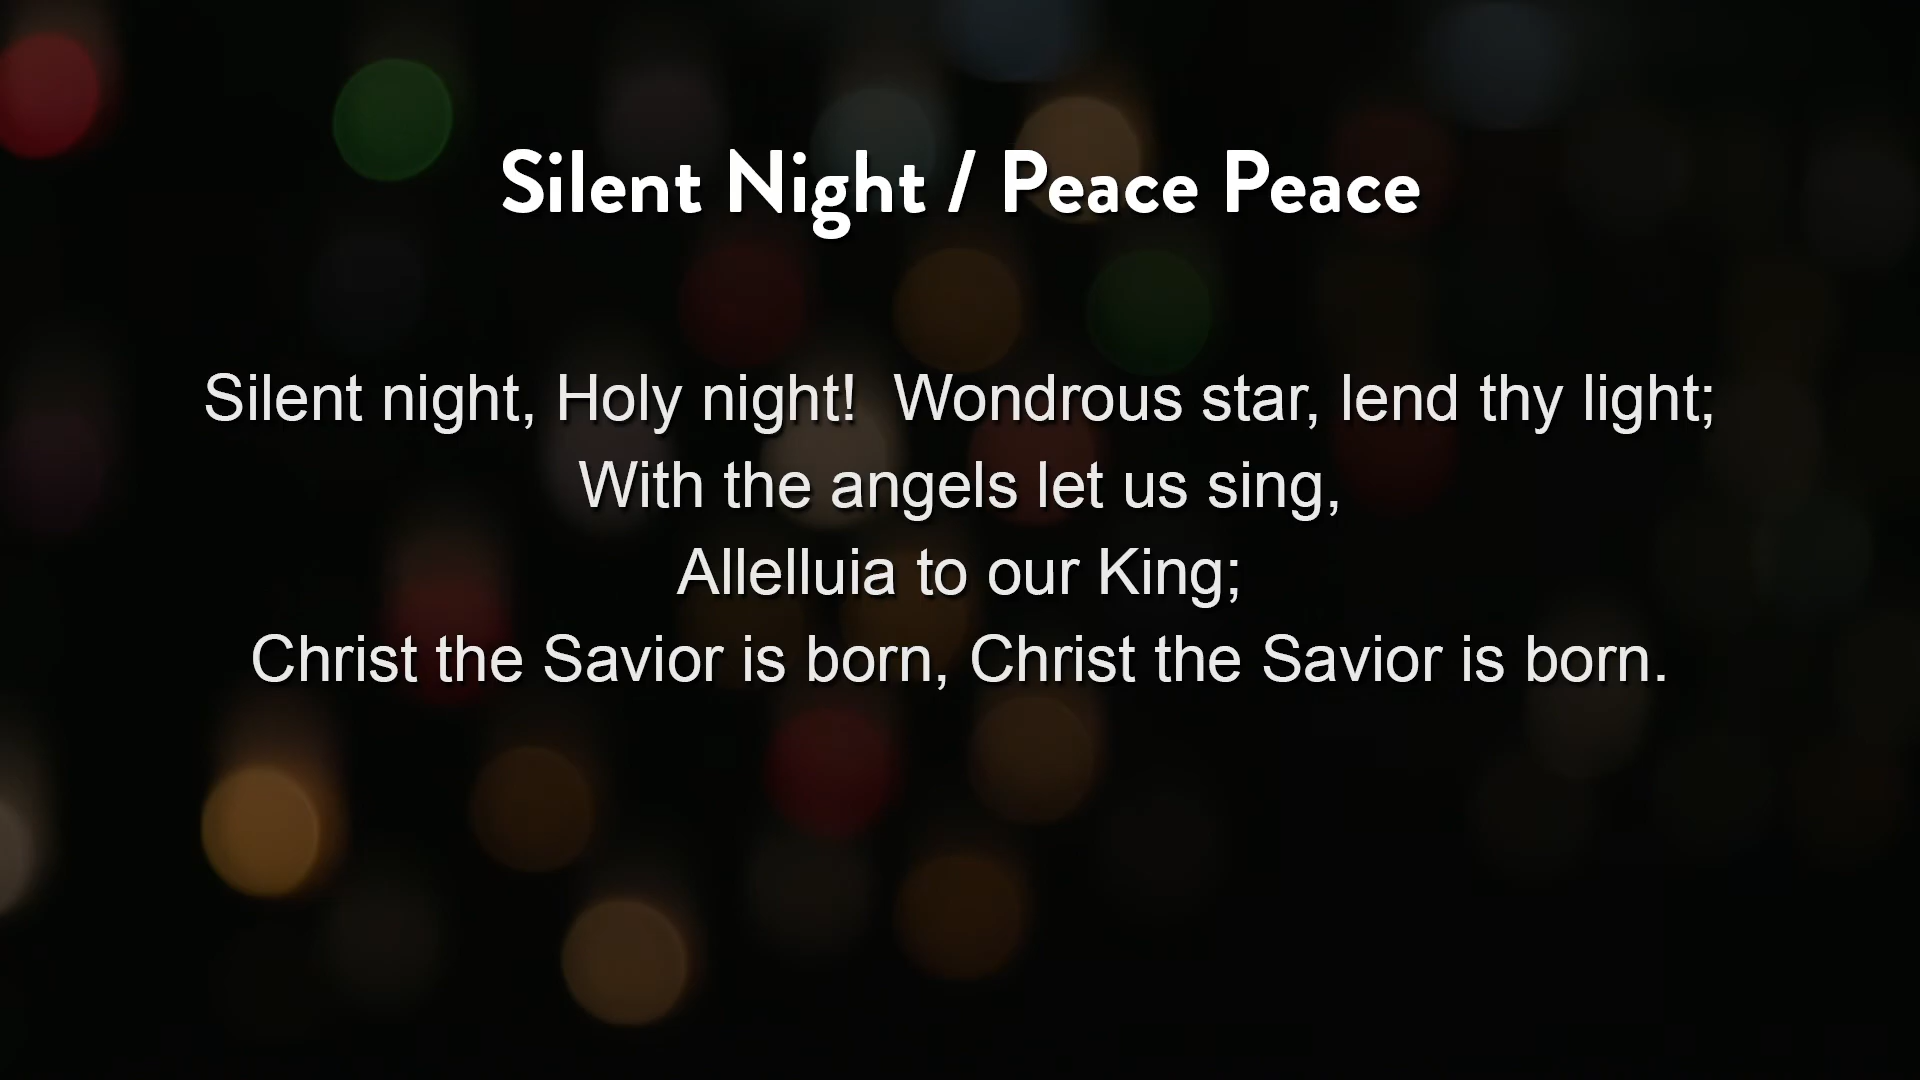 Silent Night / Peace Peace
Silent night, Holy night!  Wondrous star, lend thy light;
With the angels let us sing,
Allelluia to our King;
Christ the Savior is born, Christ the Savior is born.